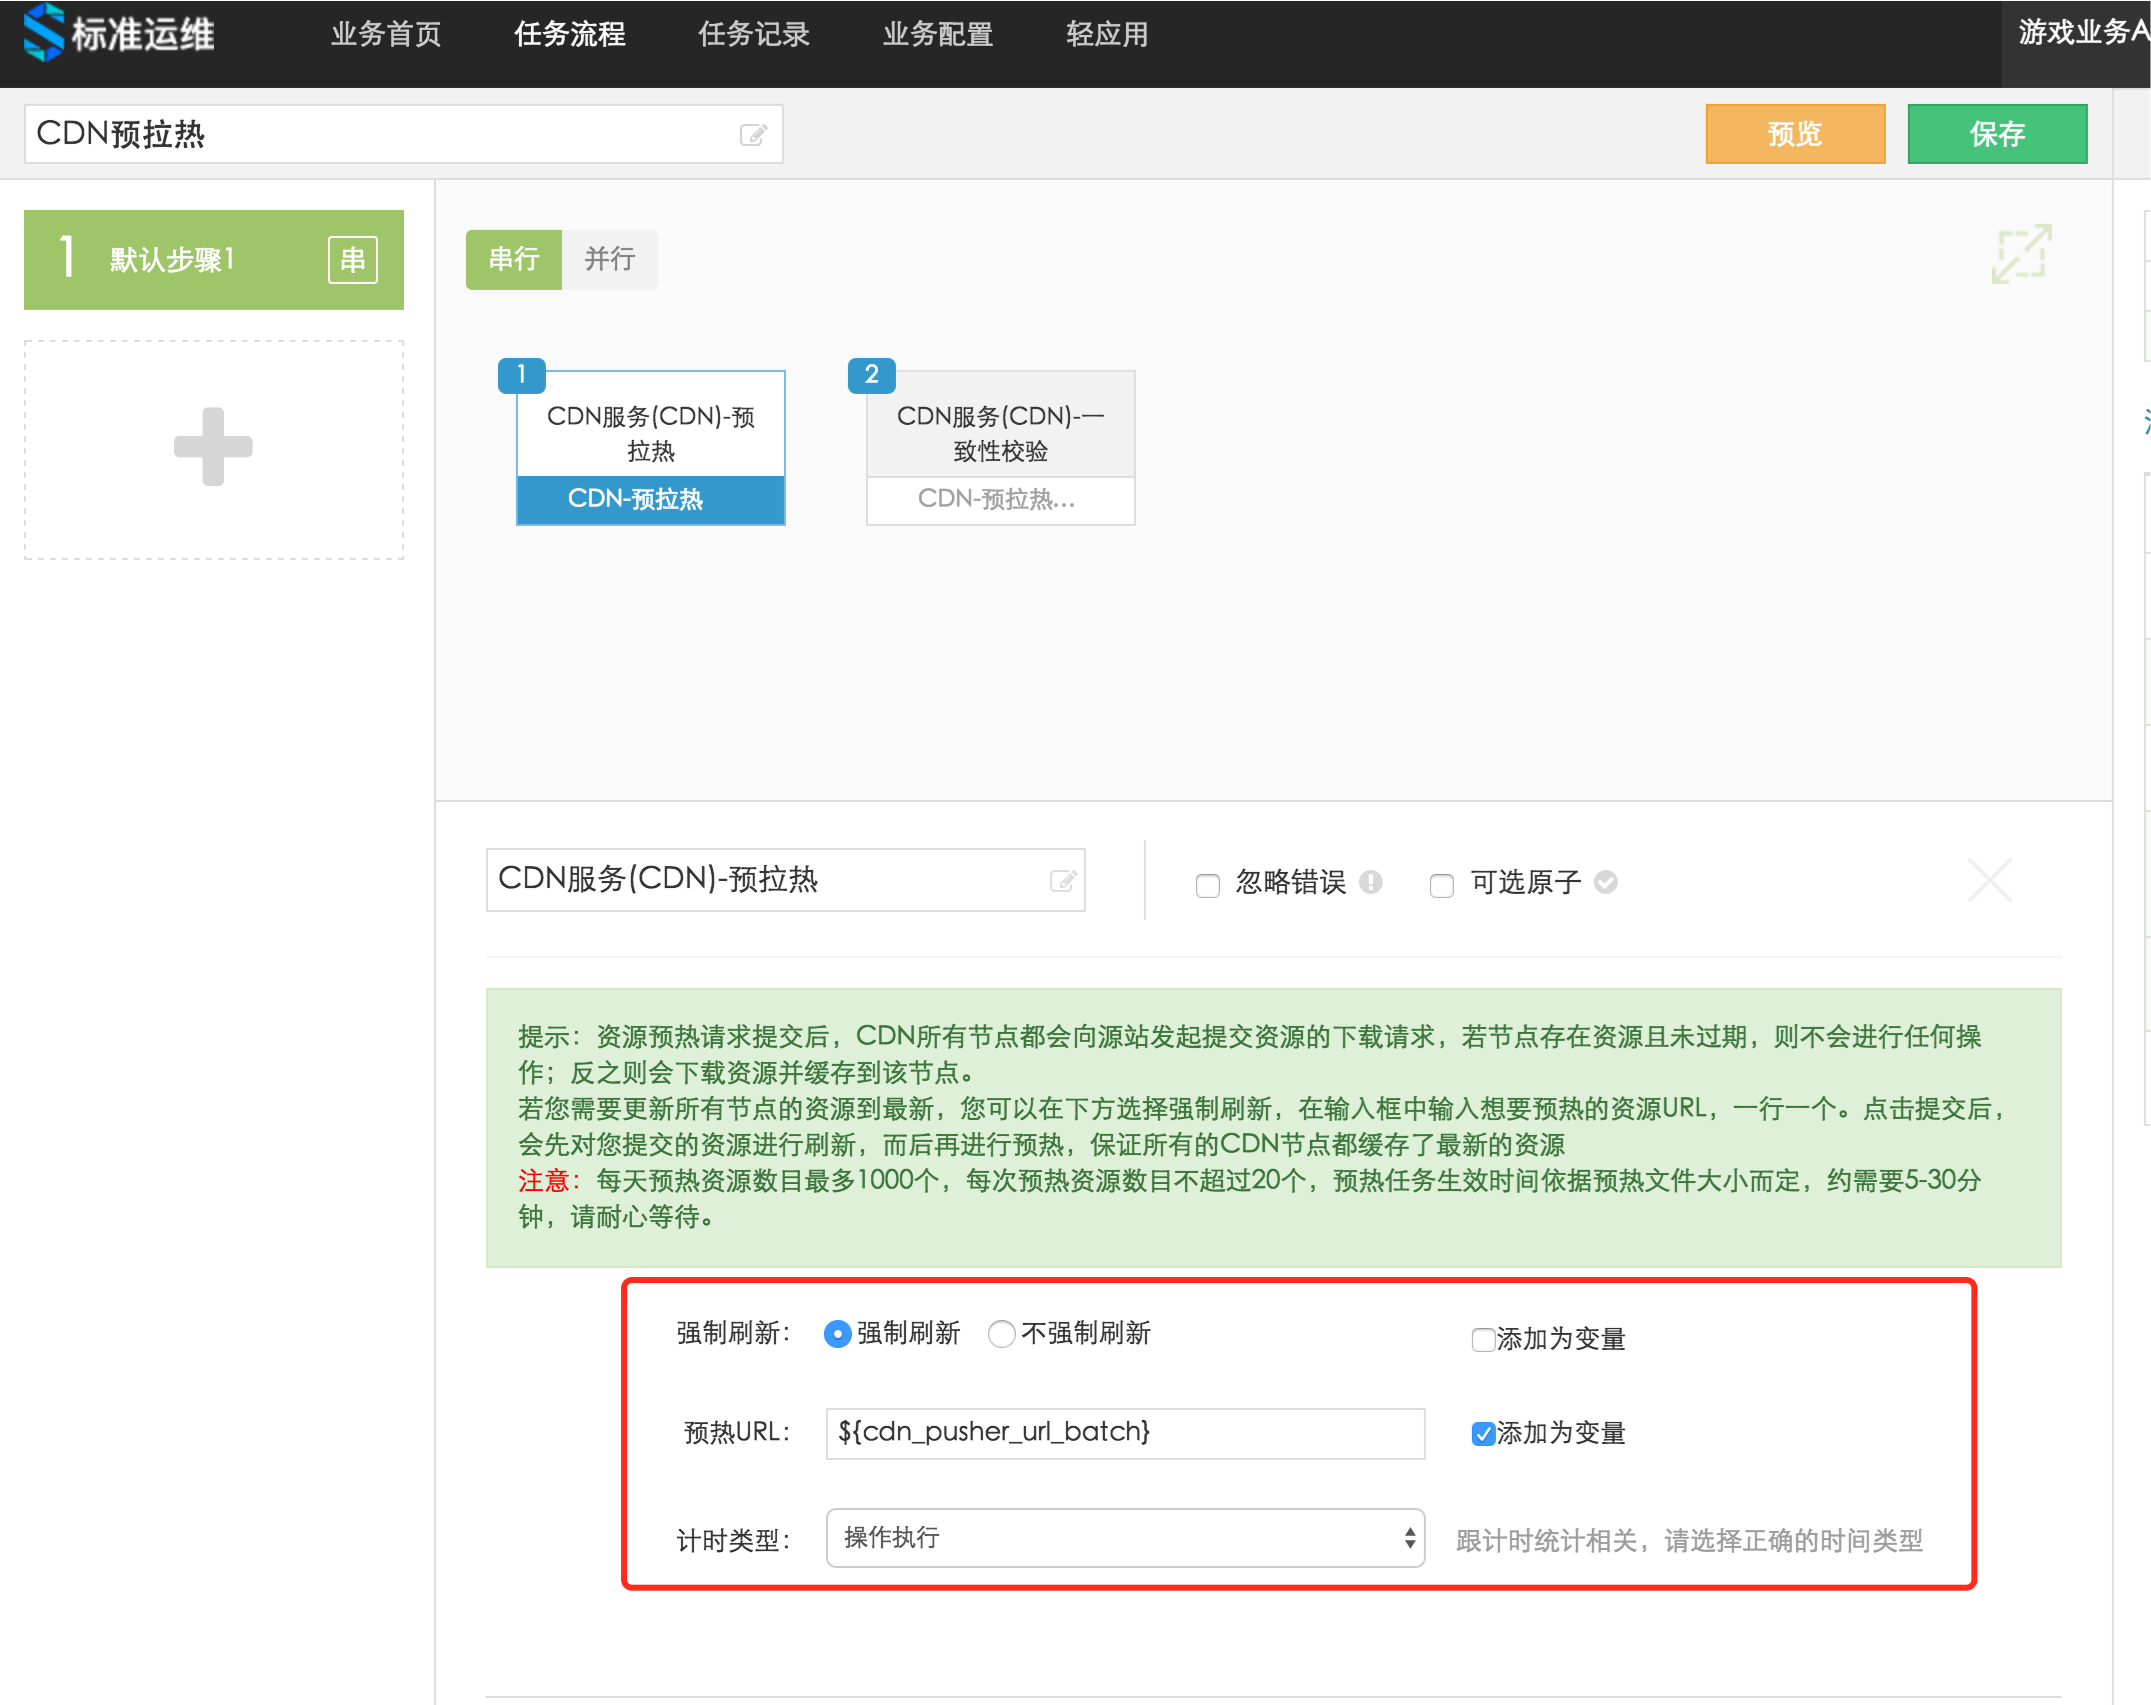 标准运维
业务首页
任务流程
任务记录
业务配置
轻应用
游戏业务A
CDN预拉热
预览
保存
1
默认步骤1
串
串行
并行
1
CDN服务(CDN)-预
拉热
CDN-预拉热
2
CDN服务(CDN)-一
致性校验
CDN-预拉热...
CDN服务(CDN)-预拉热
忽略错误
可选原子
提示：资源预热请求提交后，CDN所有节点都会向源站发起提交资源的下载请求，若节点存在资源且未过期，则不会进行任何操
作；反之则会下载资源并缓存到该节点。
若您需要更新所有节点的资源到最新，您可以在下方选择强制刷新，在输入框中输入想要预热的资源URL，一行一个。点击提交后，
会先对您提交的资源进行刷新，而后再进行预热，保证所有的CDN节点都缓存了最新的资源
注意：每天预热资源数目最多1000个，每次预热资源数目不超过20个，预热任务生效时间依据预热文件大小而定，约需要5-30分
钟，请耐心等待。
强制刷新：
强制刷新
不强制刷新
添加为变量
预热URL：
${cdn_pusher_url_batch}
添加为变量
计时类型：
操作执行
跟计时统计相关，请选择正确的时间类型